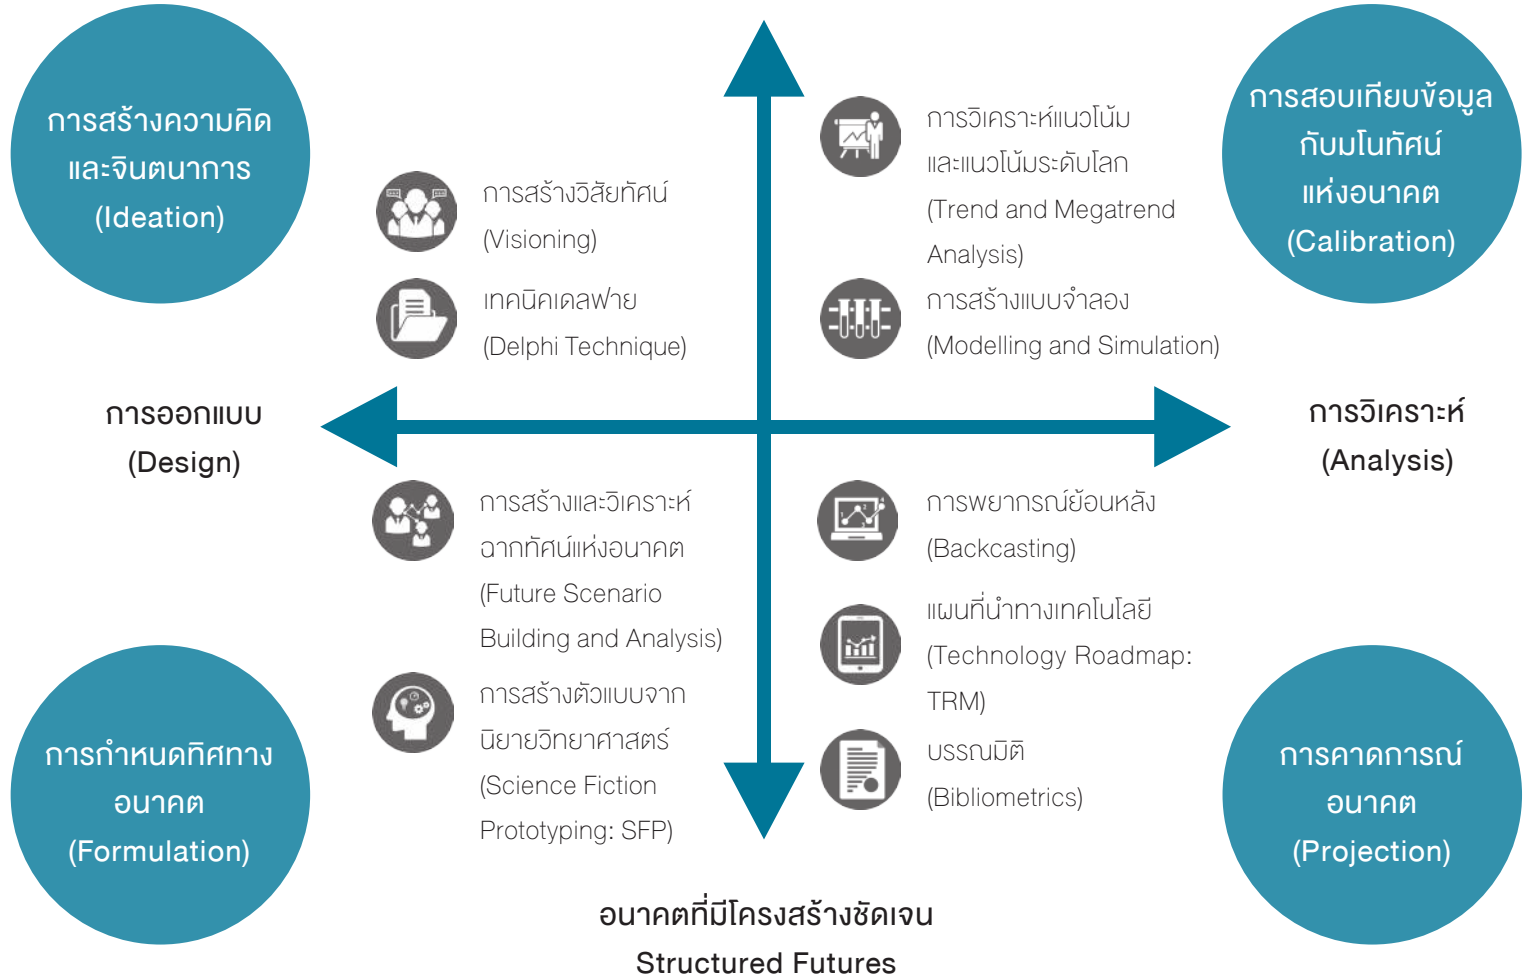 การสร้างความคิด
และจินตนาการ
(Ideation)
การสร้างวิสัยทัศน์
(Visioning)
เทคนิคเดลฟาย
(Delphi Technique)
การวิเคราะห์แนวโน้ม
และแนวโน้มระดับโลก
(Trend and Megatrend
Analysis)
การสร้างแบบจำลอง
(Modelling and Simulation)
การสอบเทียบข้อมูล
กับมโนทัศน์
แห่งอนาคต
(Calibration)
การออกแบบ
(Design)
การวิเคราะห์
(Analysis)
การสร้างและวิเคราะห์
ฉากทัศน์แห่งอนาคต
(Future Scenario
Building and Analysis)
การสร้างตัวแบบจาก
นิยายวิทยาศาสตร์
(Science Fiction
Prototyping: SFP)
การพยากรณ์ย้อนหลัง
(Backcasting)
แผนที่นำทางเทคโนโลยี
(Technology Roadmap:
TRM)
บรรณมิติ
(Bibliometrics)
การกำหนดทิศทาง
อนาคต
(Formulation)
การคาดการณ์
อนาคต
(Projection)
อนาคตที่มีโครงสร้างชัดเจน
Structured Futures